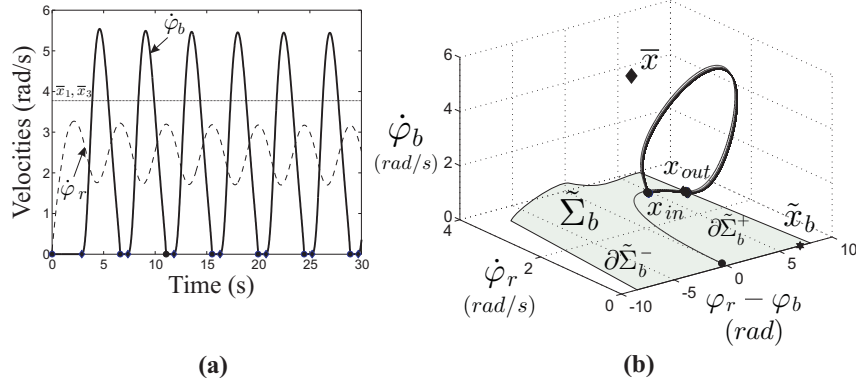 6
5
4
3
2
1
0
Velocities (rad/s)
φ̇_b
x̄₁, x̄₃
φ̇_r
0 5 10 15 20 25 30
Time (s)
(a)
6
4
2
0
φ̇_b
(rad/s)
x̄
x_out
x_in
Σ̃_b
∂Σ̃_b⁺
∂Σ̃_b⁻
x̃_b
4
2
0
φ̇_r
(rad/s)
-10 -5 0 5 10
φ_r − φ_b
(rad)
(b)